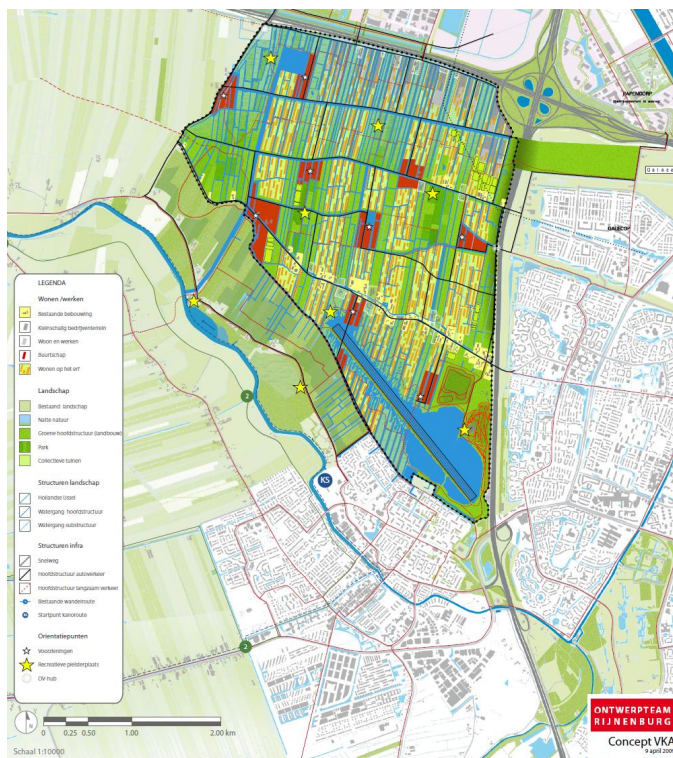 PAPENDORP
GALECOP
LEGENDA
Wonen /werken
Bestaande bebouwing
Kleinschalig bedrijventerrein
Woon en werken
Buurtschap
Wonen op het erf
Landschap
Bestaand landschap
Natte natuur
Groene hoofdstructuur (landbouw)
Park
Collectieve tuinen
Structuren landschap
Hollandse IJssel
Watergang hoofdstructuur
Watergang substructuur
Structuren infra
Snelweg
Hoofdstructuur autoverkeer
Hoofdstructuur langzaam verkeer
Bestaande wandelroute
KS Startpunt kanoroute
Orientatiepunten
Voorzieningen
Recreatieve pleisterplaats
OV-hub
2
KS
2
0 0.25 0.50 1.00 2.00 km
Schaal 1:10000
ONTWERPTEAM
RIJNENBURG
Concept VKA
9 april 2009